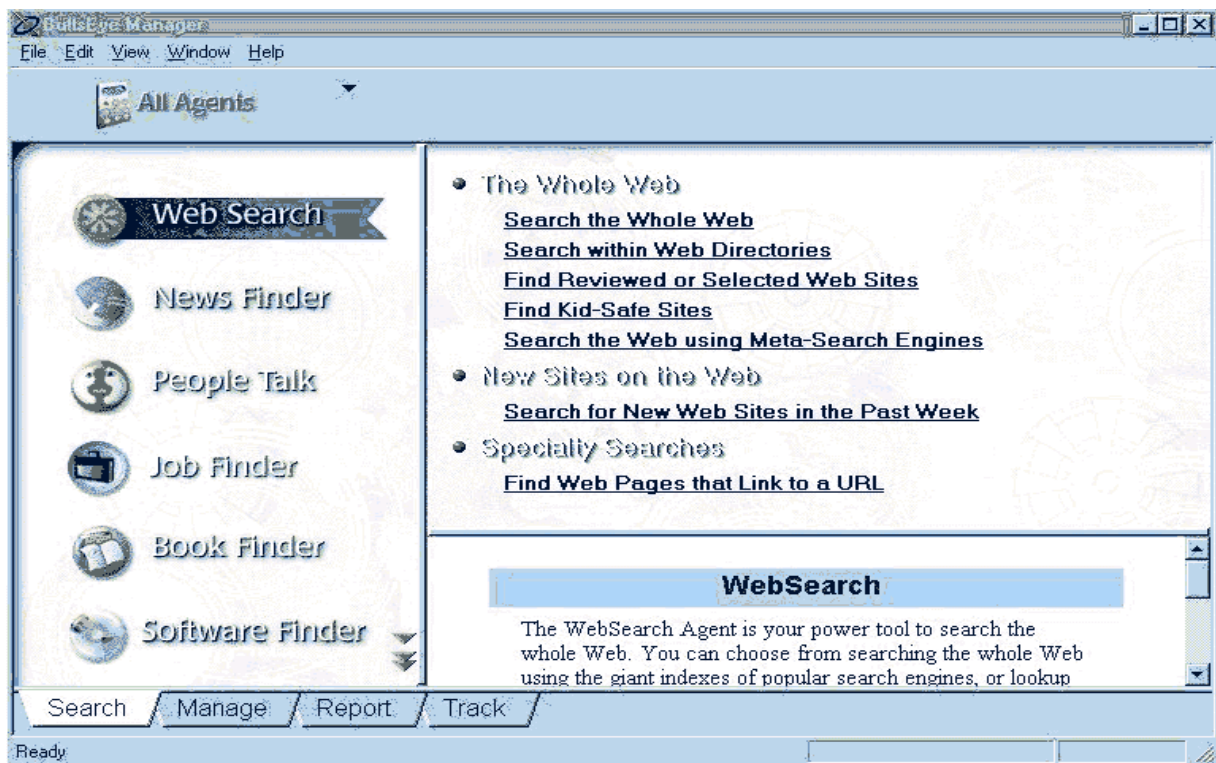 BullsEye Manager
File Edit View Window Help
All Agents
Web Search
News Finder
People Talk
Job Finder
Book Finder
Software Finder
The Whole Web
Search the Whole Web
Search within Web Directories
Find Reviewed or Selected Web Sites
Find Kid-Safe Sites
Search the Web using Meta-Search Engines
New Sites on the Web
Search for New Web Sites in the Past Week
Specialty Searches
Find Web Pages that Link to a URL
WebSearch
The WebSearch Agent is your power tool to search the
whole Web. You can choose from searching the whole Web
using the giant indexes of popular search engines, or lookup
Search Manage Report Track
Ready